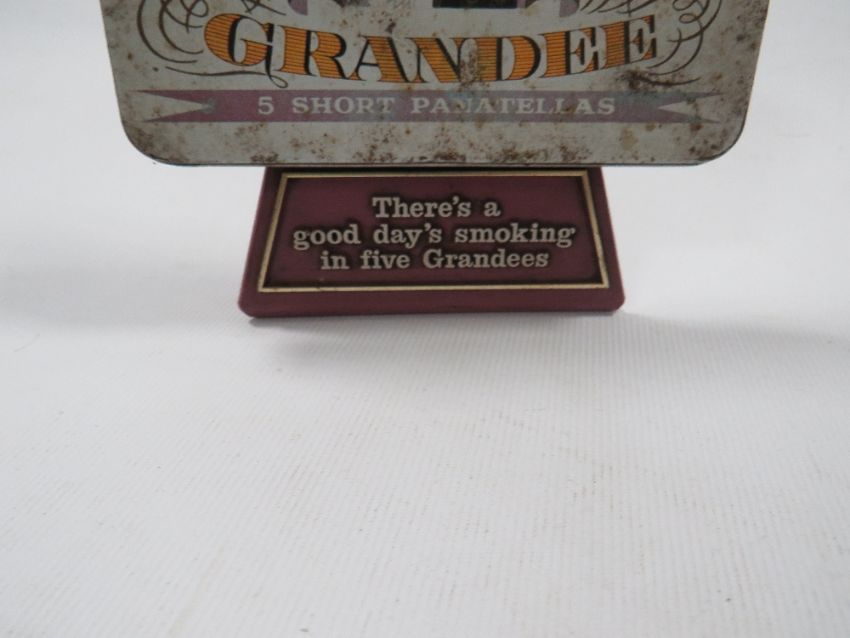 GRANDEE
5 SHORT PANATELLAS
There's a
good day's smoking
in five Grandees